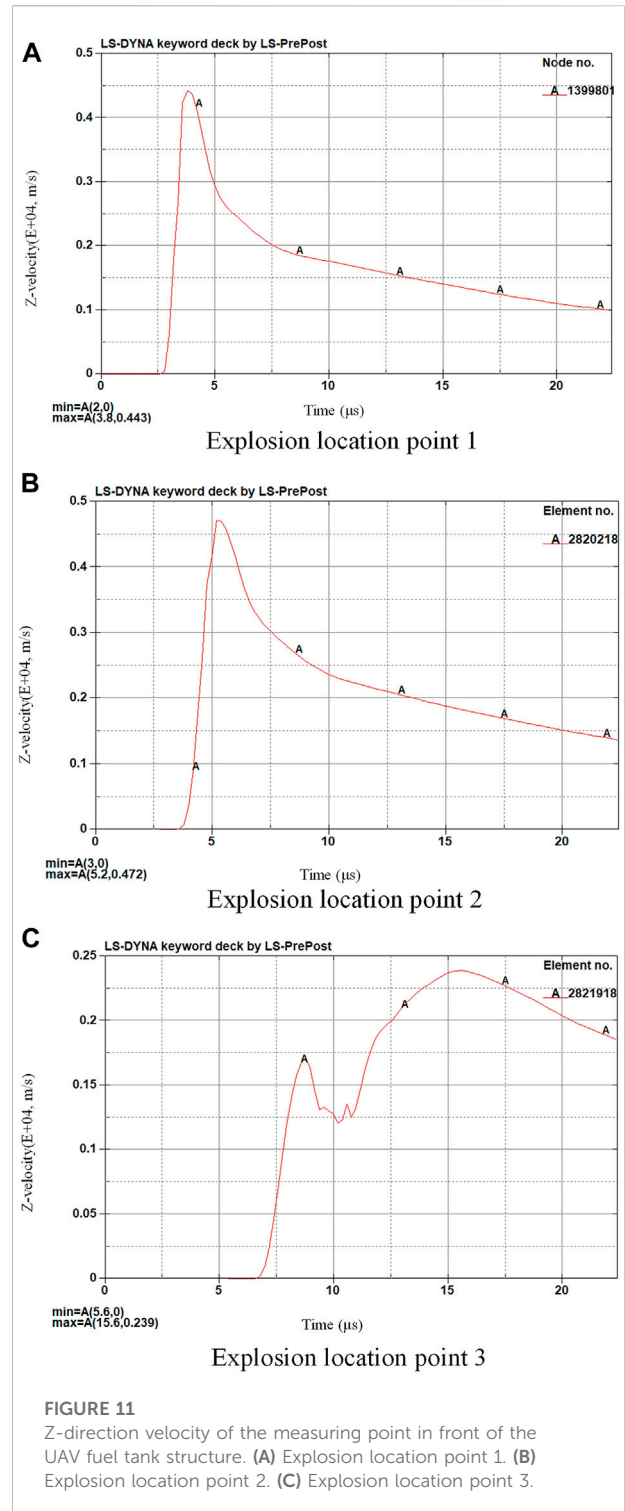 A
LS-DYNA keyword deck by LS-PrePost
Node no.
A 1399801
0.5
0.4
0.3
0.2
0.1
0
Z-velocity(E+04, m/s)
A
A
A
A
A
0
5
10
15
20
min=A(2,0)
max=A(3.8,0.443)
Time (μs)
Explosion location point 1
B
LS-DYNA keyword deck by LS-PrePost
Element no.
A 2820218
0.5
0.4
0.3
0.2
0.1
0
Z-velocity(E+04, m/s)
A
A
A
A
A
0
5
10
15
20
min=A(3,0)
max=A(5.2,0.472)
Time (μs)
Explosion location point 2
C
LS-DYNA keyword deck by LS-PrePost
Element no.
A 2821918
0.25
0.2
0.15
0.1
0.05
0
Z-velocity(E+04, m/s)
A
A
A
A
0
5
10
15
20
min=A(5.6,0)
max=A(15.6,0.239)
Time (μs)
Explosion location point 3
FIGURE 11
Z-direction velocity of the measuring point in front of the
UAV fuel tank structure. (A) Explosion location point 1. (B)
Explosion location point 2. (C) Explosion location point 3.